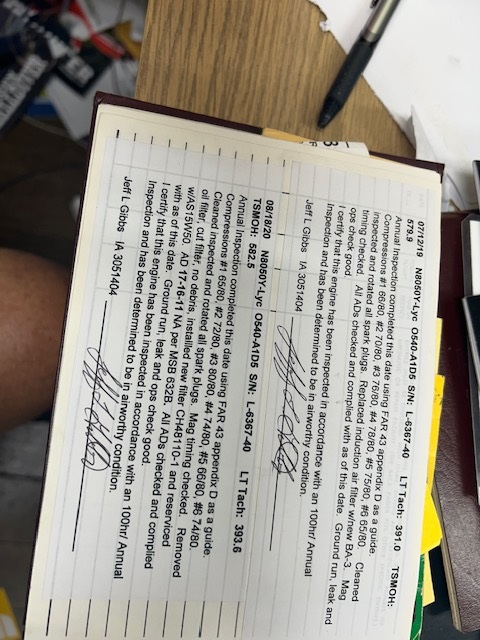 07/12/19 N8050Y-Lyc O540-A1D5 S/N: L-6367-40 LT Tach: 391.0 TSMOH:
579.9
Annual Inspection completed this date using FAR 43 appendix D as a guide.
Compressions #1 66/80, #2 70/80, #3 76/80, #4 78/80, #5 75/80, #6 65/80. Cleaned
inspected and rotated all spark plugs. Replaced induction air filter w/new BA-3. Mag
timing checked. All ADs checked and complied with as of this date. Ground run, leak and
ops check good.
I certify that this engine has been inspected in accordance with an 100hr/ Annual
Inspection and has been determined to be in airworthy condition.
Jeff L Gibbs IA 3051404
08/18/20 N8050Y-Lyc O540-A1D5 S/N: L-6367-40 LT Tach: 393.6
TSMOH: 582.5
Annual Inspection completed this date using FAR 43 appendix D as a guide.
Compressions #1 65/80, #2 72/80, #3 80/80, #4 74/80, #5 66/80, #6 74/80.
Cleaned inspected and rotated all spark plugs. Mag timing checked. Removed
oil filter, cut filter, no debris, installed new filter CH48110-1 and reserviced
w/AS15W50. AD 17-16-11 NA per MSB 632B. All ADs checked and complied
with as of this date. Ground run, leak and ops check good.
I certify that this engine has been inspected in accordance with an 100hr/ Annual
Inspection and has been determined to be in airworthy condition.
Jeff L Gibbs IA 3051404